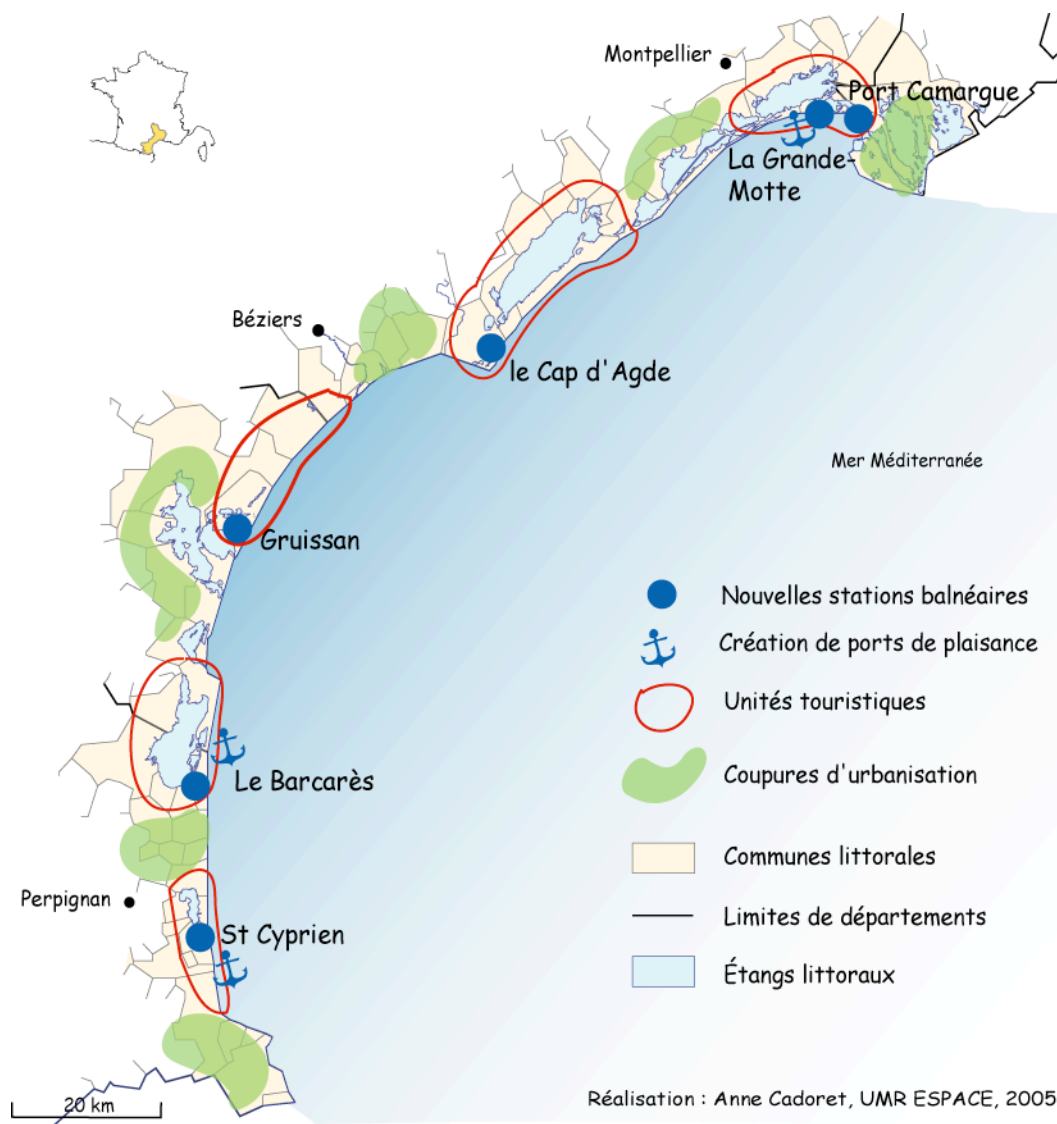 Montpellier
Port Camargue
La Grande-
Motte
Béziers
le Cap d'Agde
Mer Méditerranée
Gruissan
Nouvelles stations balnéaires
Création de ports de plaisance
Unités touristiques
Le Barcarès
Coupures d'urbanisation
Communes littorales
Perpignan
Limites de départements
St Cyprien
Étangs littoraux
20 km
Réalisation : Anne Cadoret, UMR ESPACE, 2005